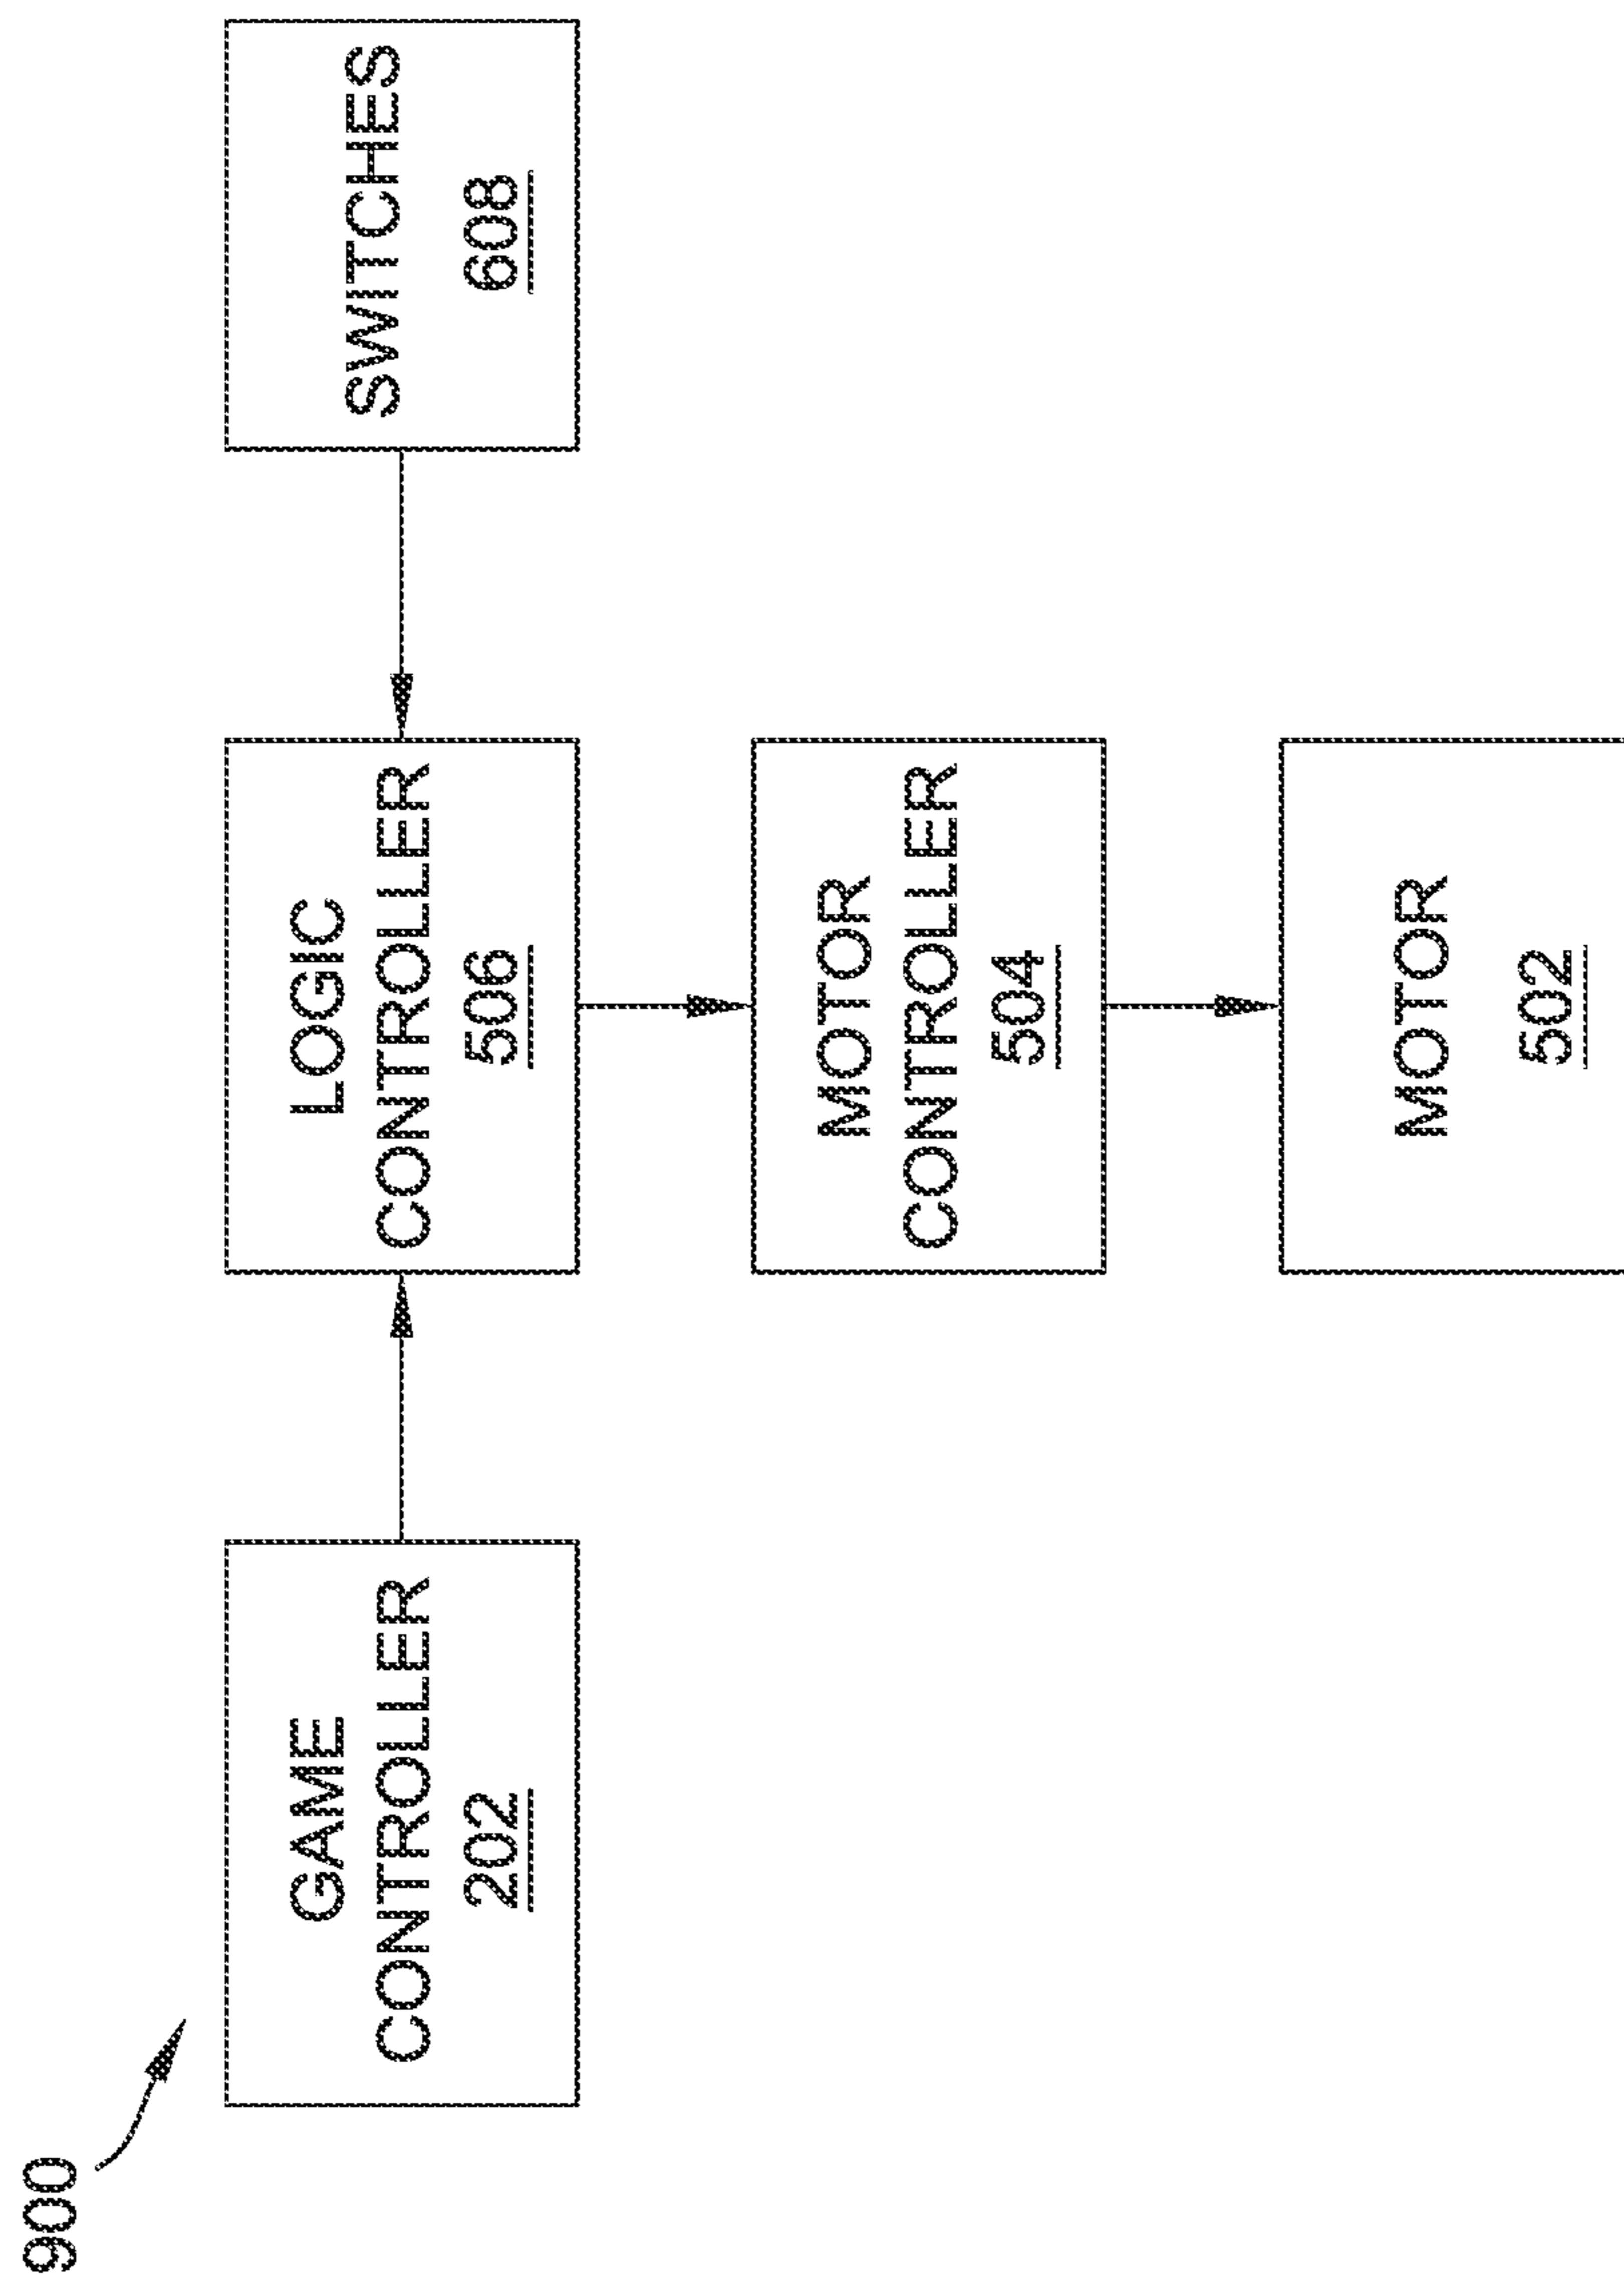 900
GAME
CONTROLLER
202
LOGIC
CONTROLLER
506
SWITCHES
608
MOTOR
CONTROLLER
504
MOTOR
502